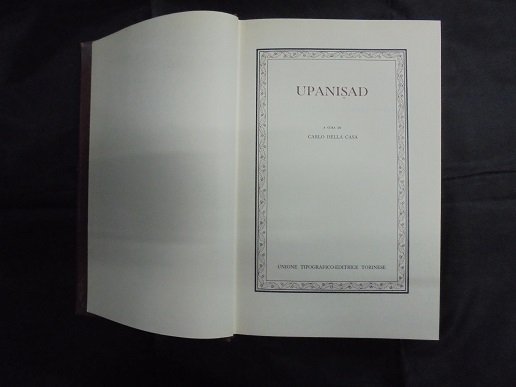 UPANIṢAD
A CURA DI
CARLO DELLA CASA
UNIONE TIPOGRAFICO-EDITRICE TORINESE